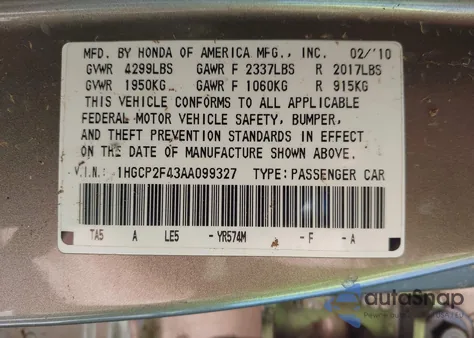 MFD. BY HONDA OF AMERICA MFG., INC. 02/'10
GVWR 4299LBS GAWR F 2337LBS R 2017LBS
GVWR 1950KG GAWR F 1060KG R 915KG
THIS VEHICLE CONFORMS TO ALL APPLICABLE
FEDERAL MOTOR VEHICLE SAFETY, BUMPER,
AND THEFT PREVENTION STANDARDS IN EFFECT
ON THE DATE OF MANUFACTURE SHOWN ABOVE.
V.I.N.: 1HGCP2F43AA099327 TYPE: PASSENGER CAR
TA5 A LE5 -YR574M -F -A
autaSnap